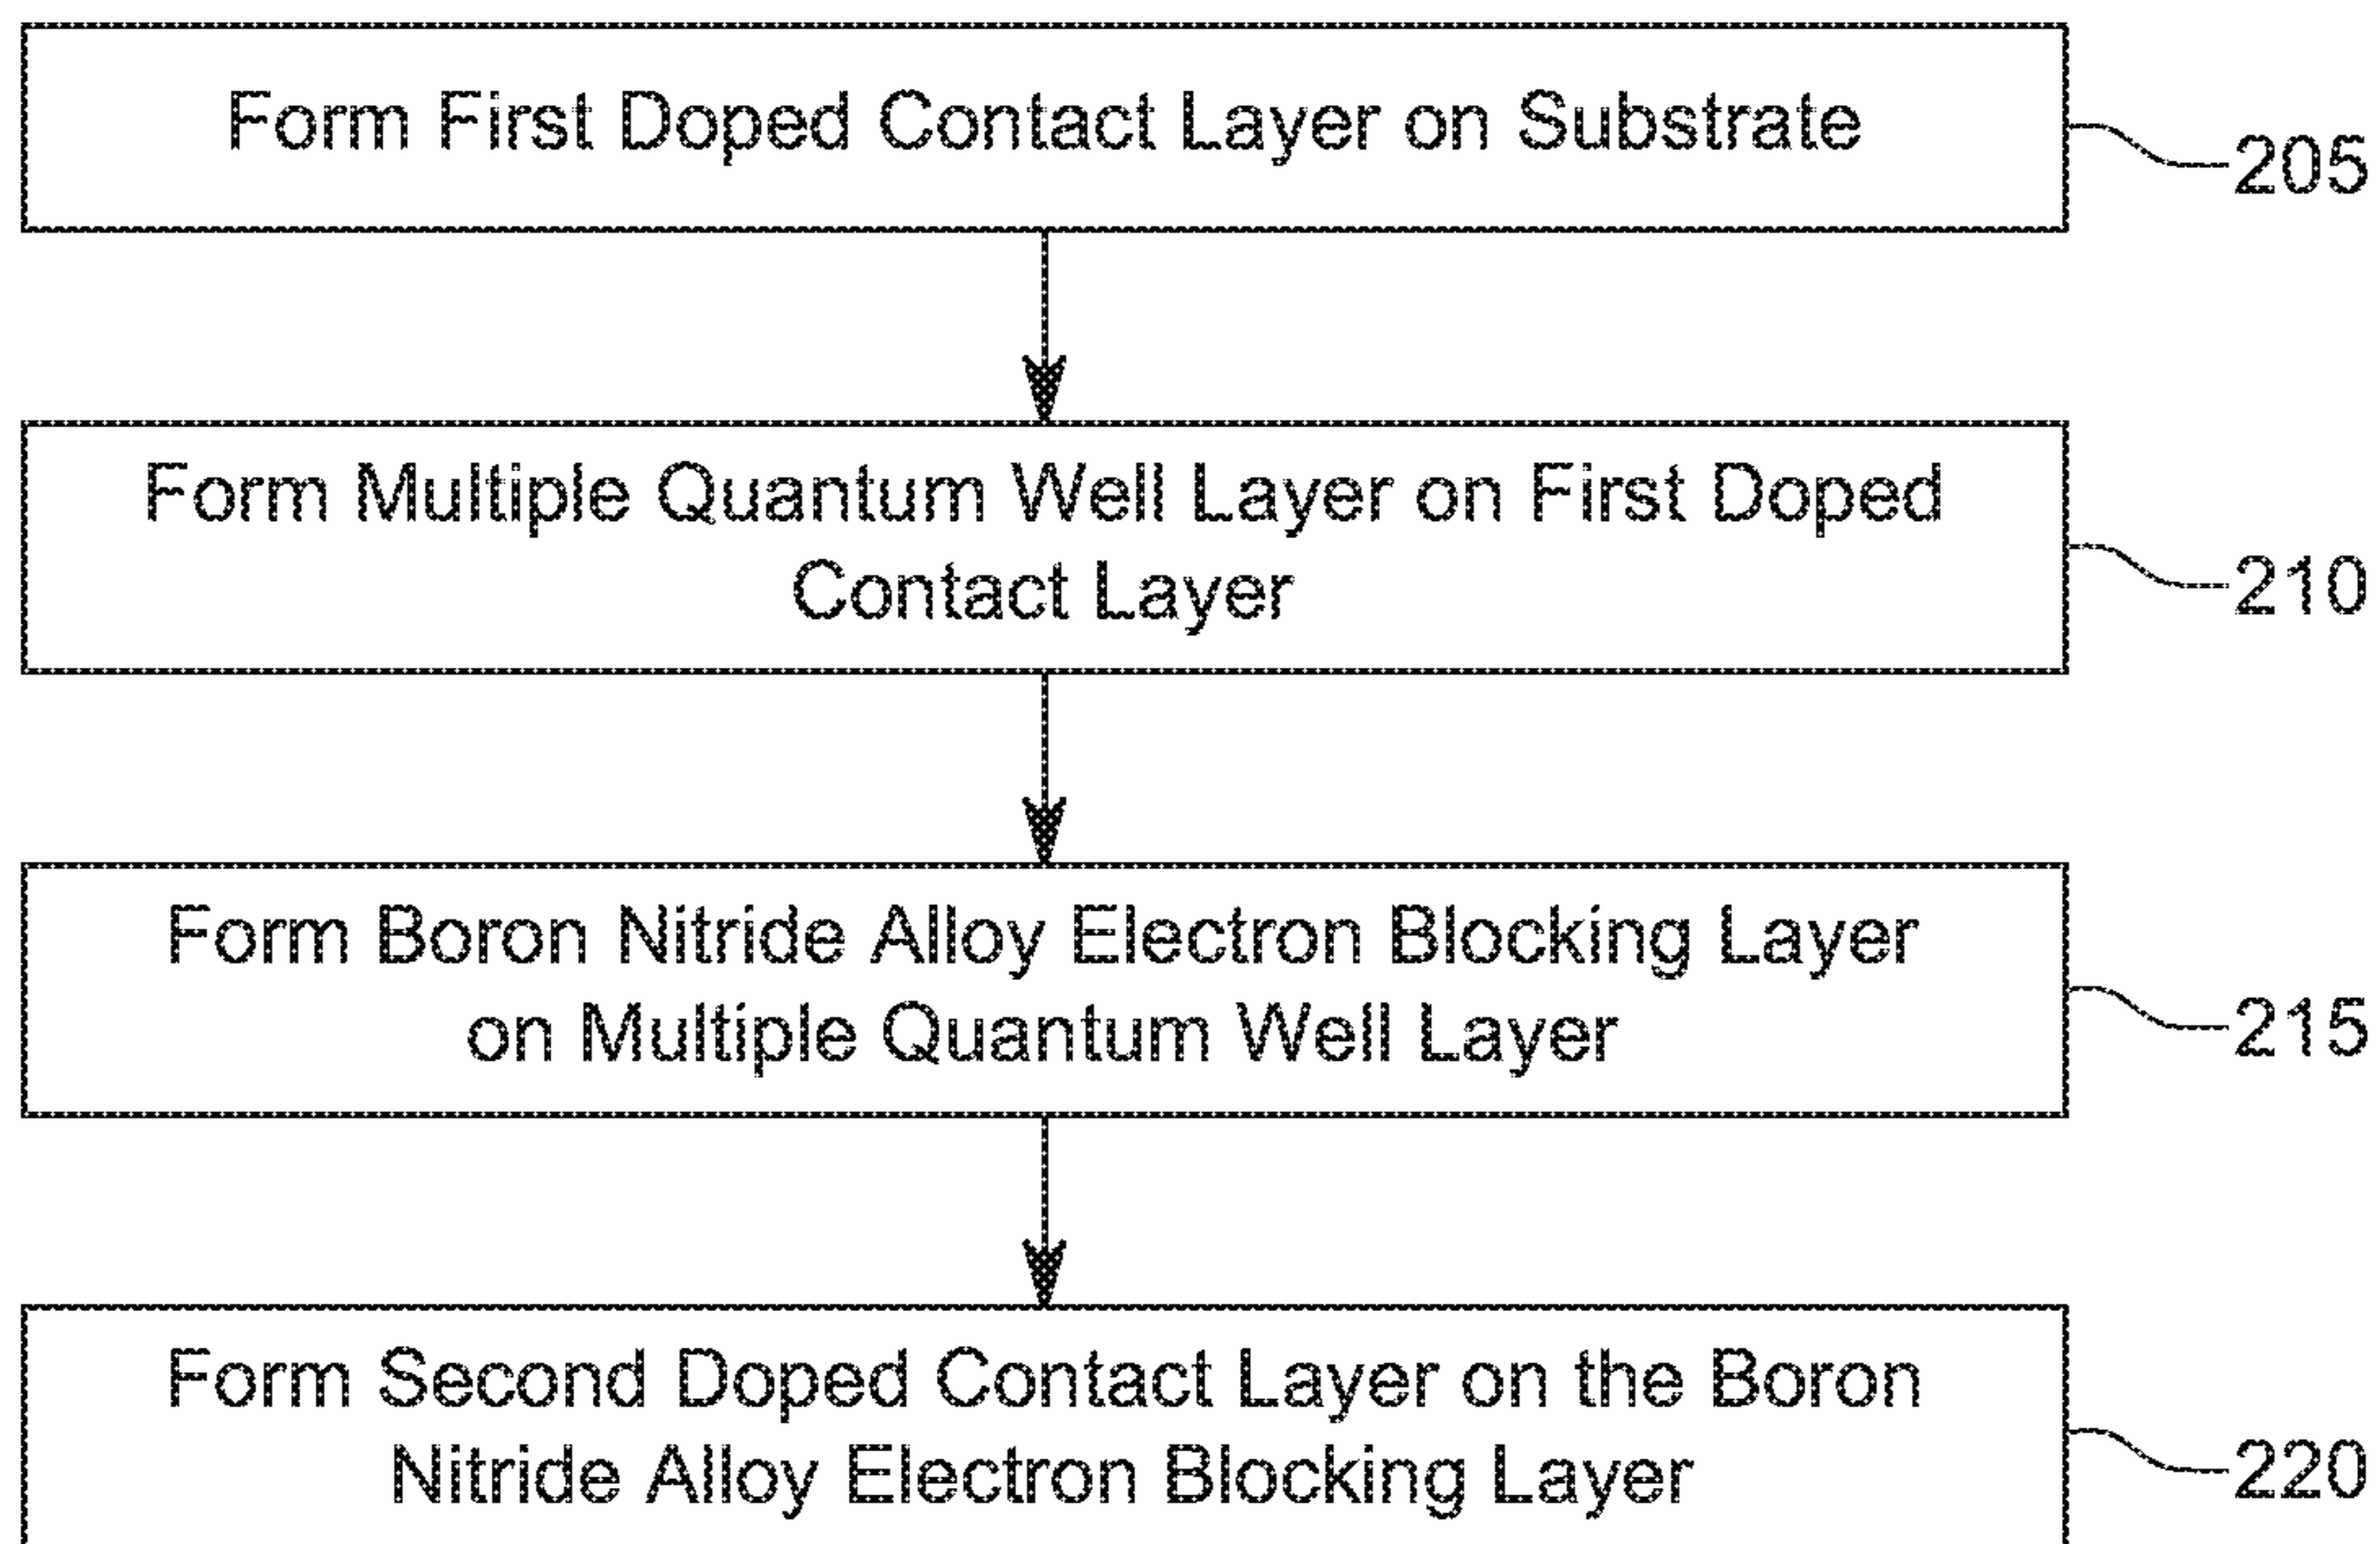 Form First Doped Contact Layer on Substrate
205
Form Multiple Quantum Well Layer on First Doped
Contact Layer
210
Form Boron Nitride Alloy Electron Blocking Layer
on Multiple Quantum Well Layer
215
Form Second Doped Contact Layer on the Boron
Nitride Alloy Electron Blocking Layer
220